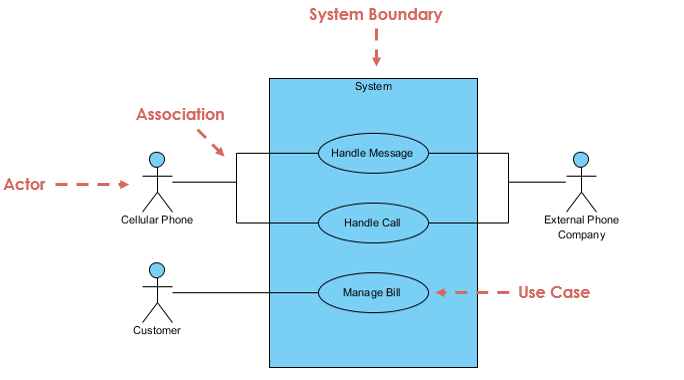 System Boundary
System
Association
Handle Message
Actor
Cellular Phone
Handle Call
External Phone
Company
Manage Bill
Use Case
Customer